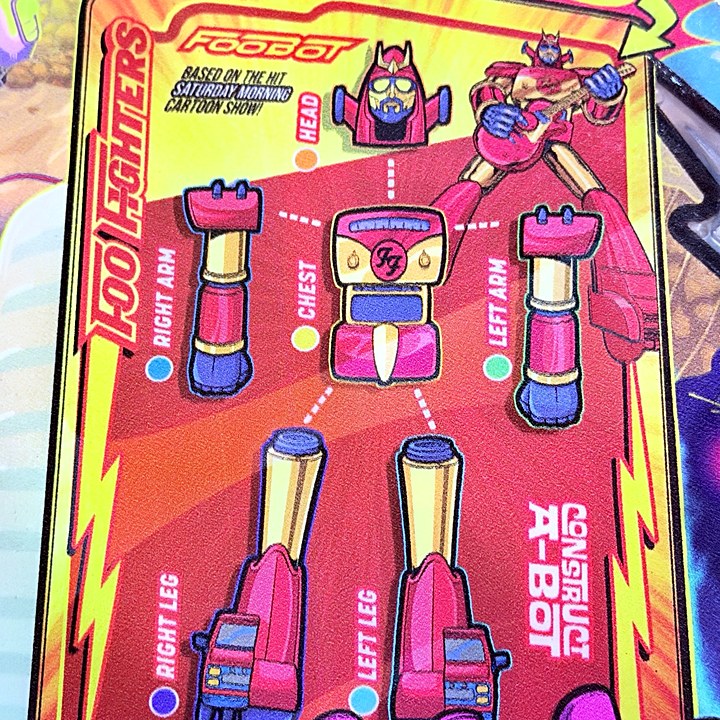 FOO FIGHTERS
FOOBOT
BASED ON THE HIT
SATURDAY MORNING
CARTOON SHOW!
HEAD
RIGHT ARM
CHEST
FF
LEFT ARM
CONSTRUCT
A-BOT
RIGHT LEG
LEFT LEG